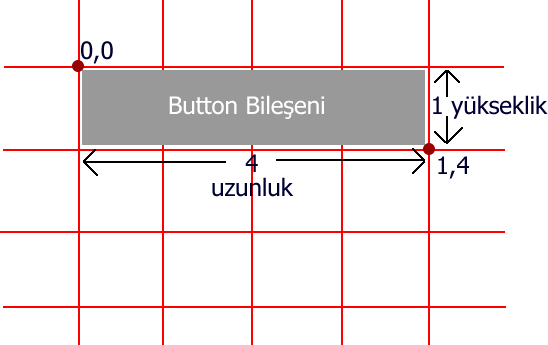 0,0
Button Bileşeni
1 yükseklik
4
1,4
uzunluk